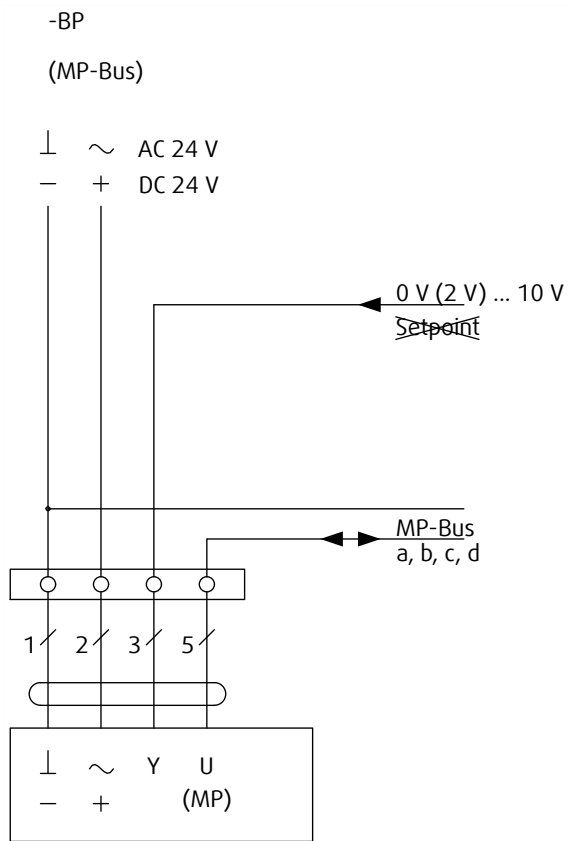 -BP
(MP-Bus)
⊥ ~ AC 24 V
− + DC 24 V
0 V (2 V) ... 10 V
Setpoint
MP-Bus
a, b, c, d
1 2 3 5
⊥ ~ Y U
− + (MP)